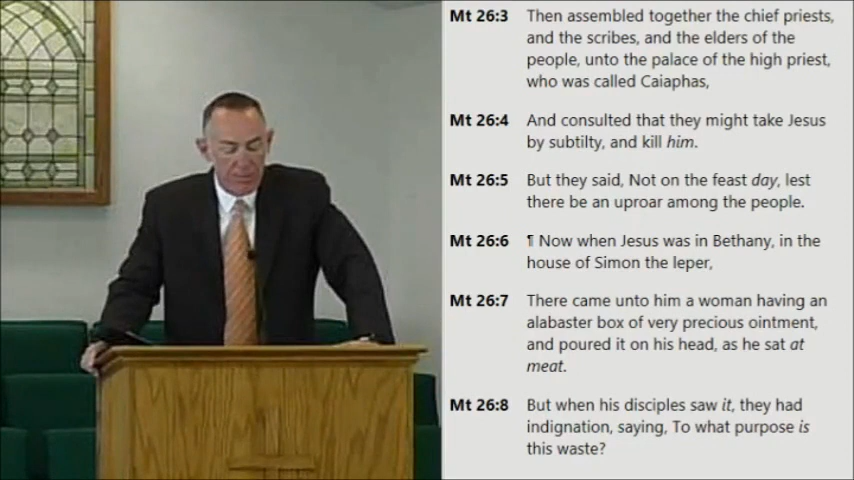 Mt 26:3 Then assembled together the chief priests,
and the scribes, and the elders of the
people, unto the palace of the high priest,
who was called Caiaphas,
Mt 26:4 And consulted that they might take Jesus
by subtilty, and kill him.
Mt 26:5 But they said, Not on the feast day, lest
there be an uproar among the people.
Mt 26:6 ¶ Now when Jesus was in Bethany, in the
house of Simon the leper,
Mt 26:7 There came unto him a woman having an
alabaster box of very precious ointment,
and poured it on his head, as he sat at
meat.
Mt 26:8 But when his disciples saw it, they had
indignation, saying, To what purpose is
this waste?